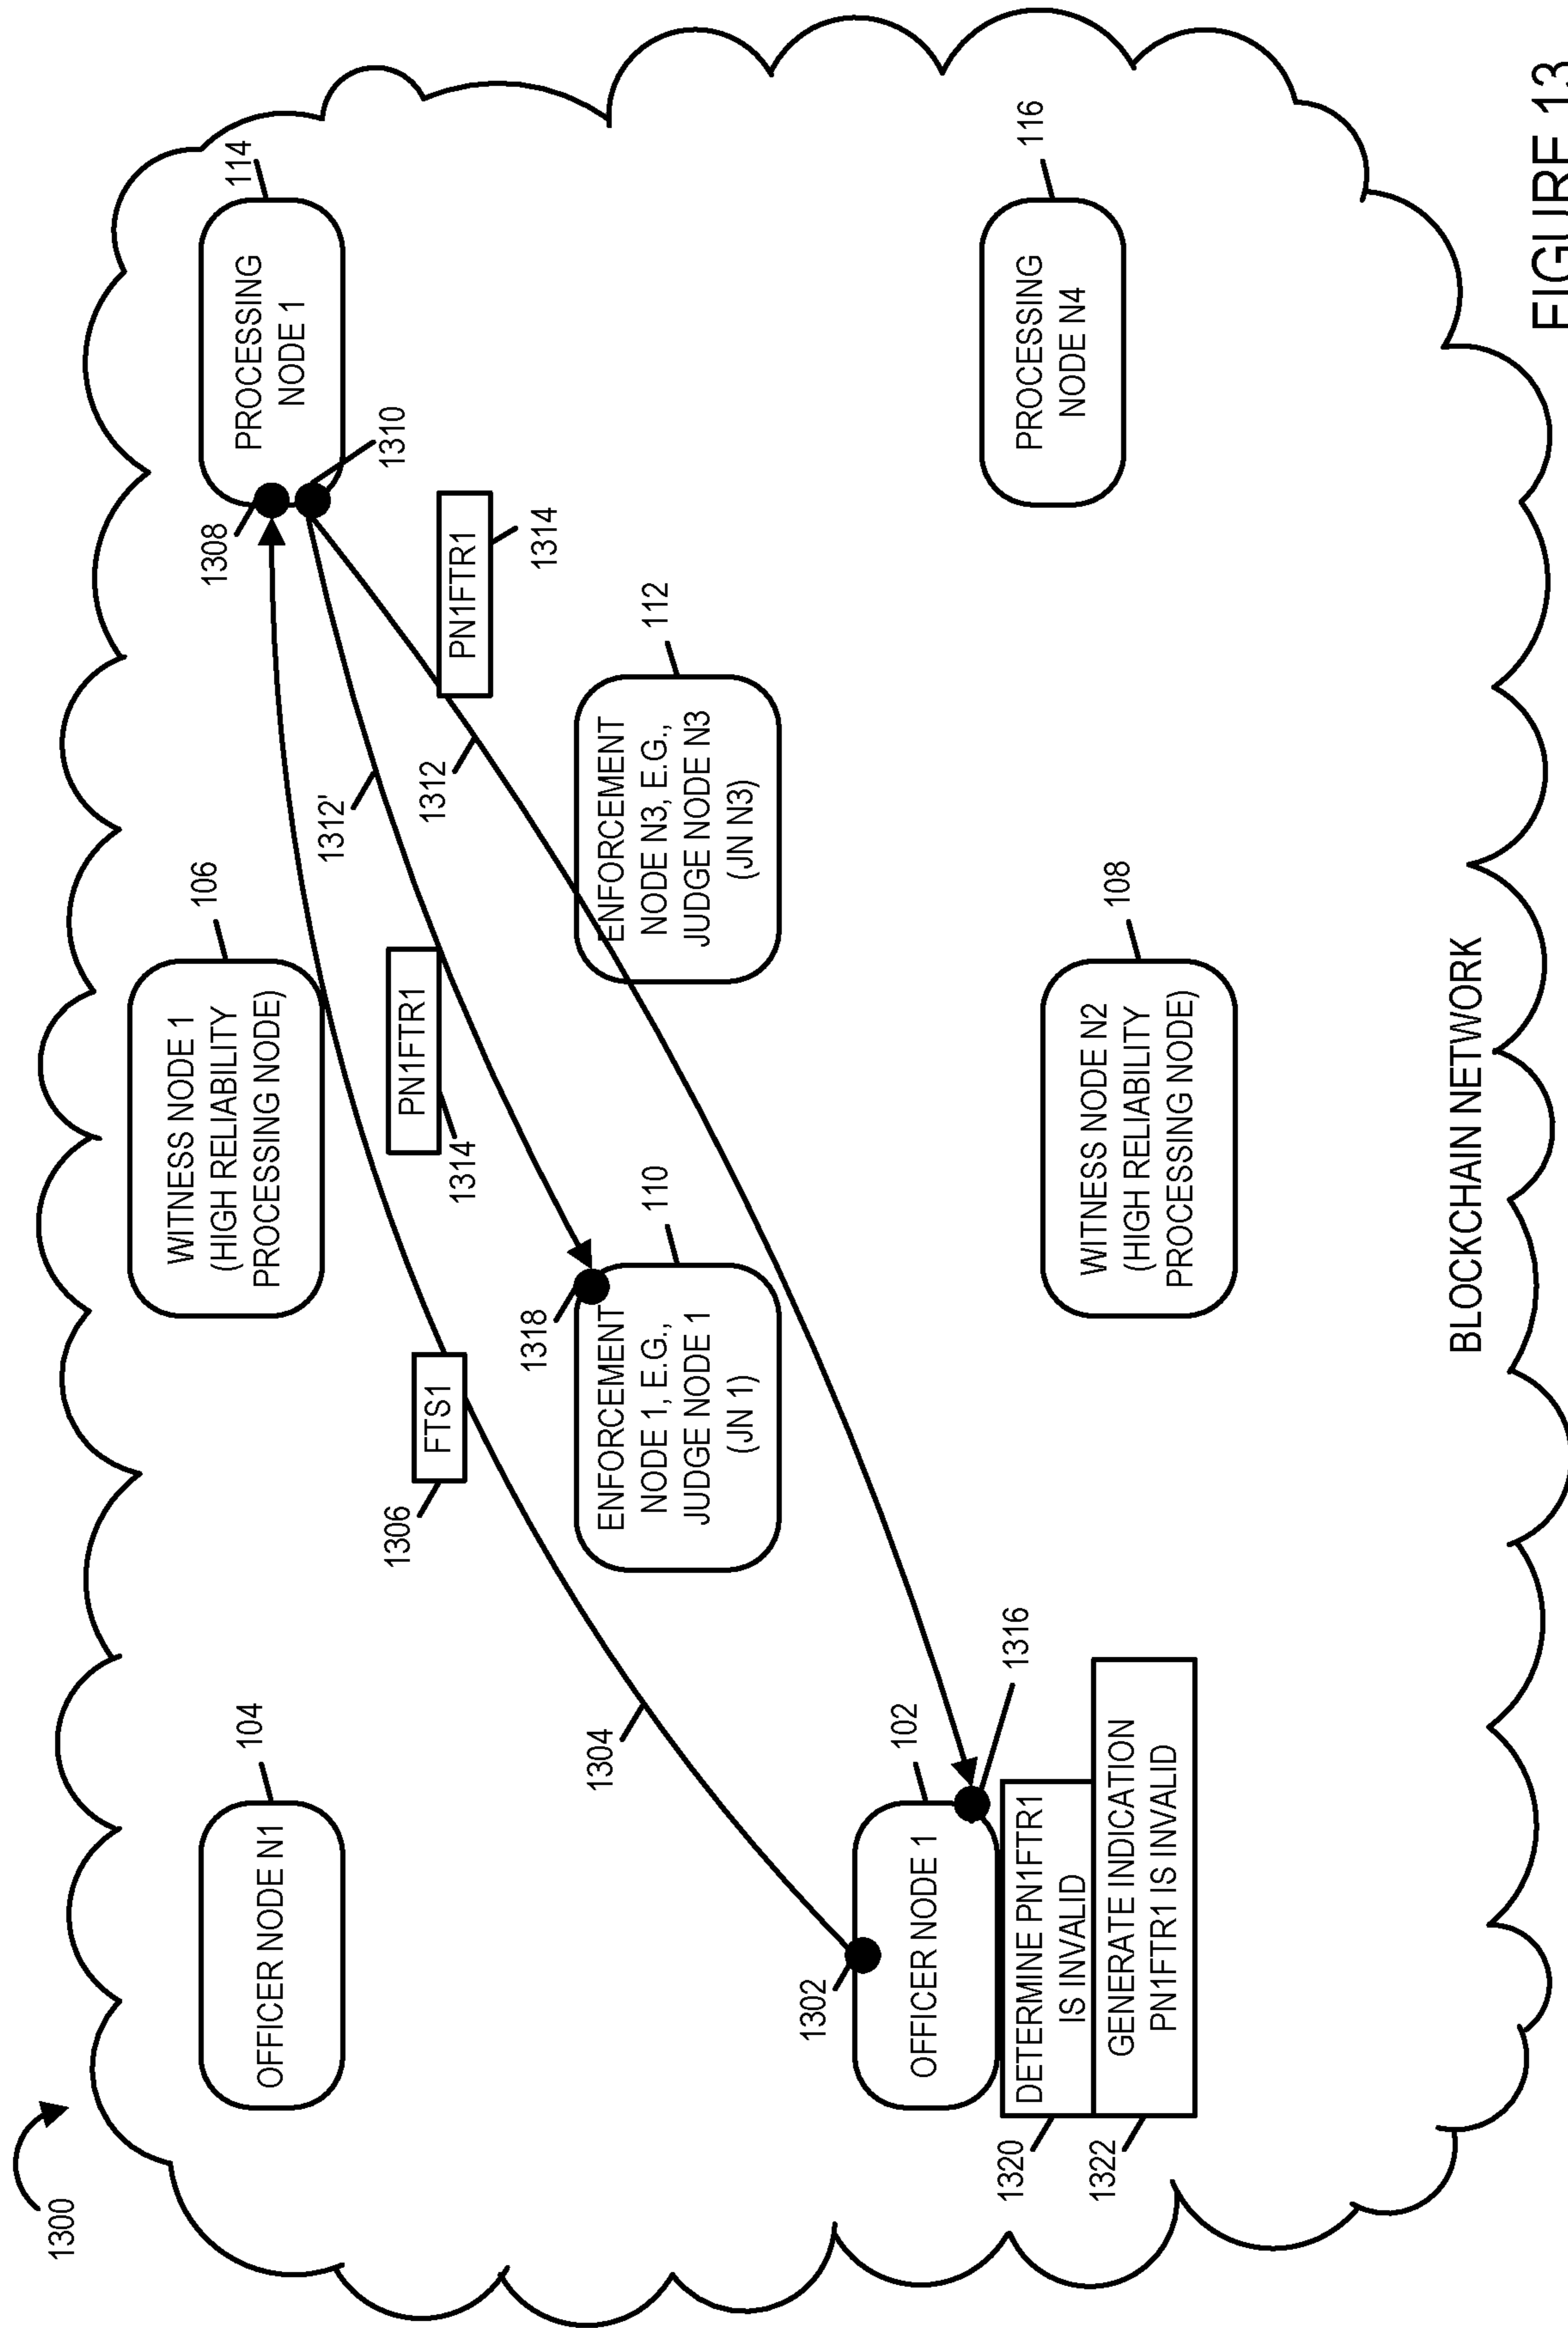 1300
OFFICER NODE N1
104
WITNESS NODE 1
(HIGH RELIABILITY
PROCESSING NODE)
106
PROCESSING
NODE 1
114
1308
1310
1312'
1312
PN1FTR1
1314
PN1FTR1
1314
FTS1
1306
1304
1318
ENFORCEMENT
NODE 1, E.G.,
JUDGE NODE 1
(JN 1)
110
ENFORCEMENT
NODE N3, E.G.,
JUDGE NODE N3
(JN N3)
112
1302
OFFICER NODE 1
102
1316
DETERMINE PN1FTR1
IS INVALID
1320
GENERATE INDICATION
PN1FTR1 IS INVALID
1322
WITNESS NODE N2
(HIGH RELIABILITY
PROCESSING NODE)
108
PROCESSING
NODE N4
116
BLOCKCHAIN NETWORK
FIGURE 13